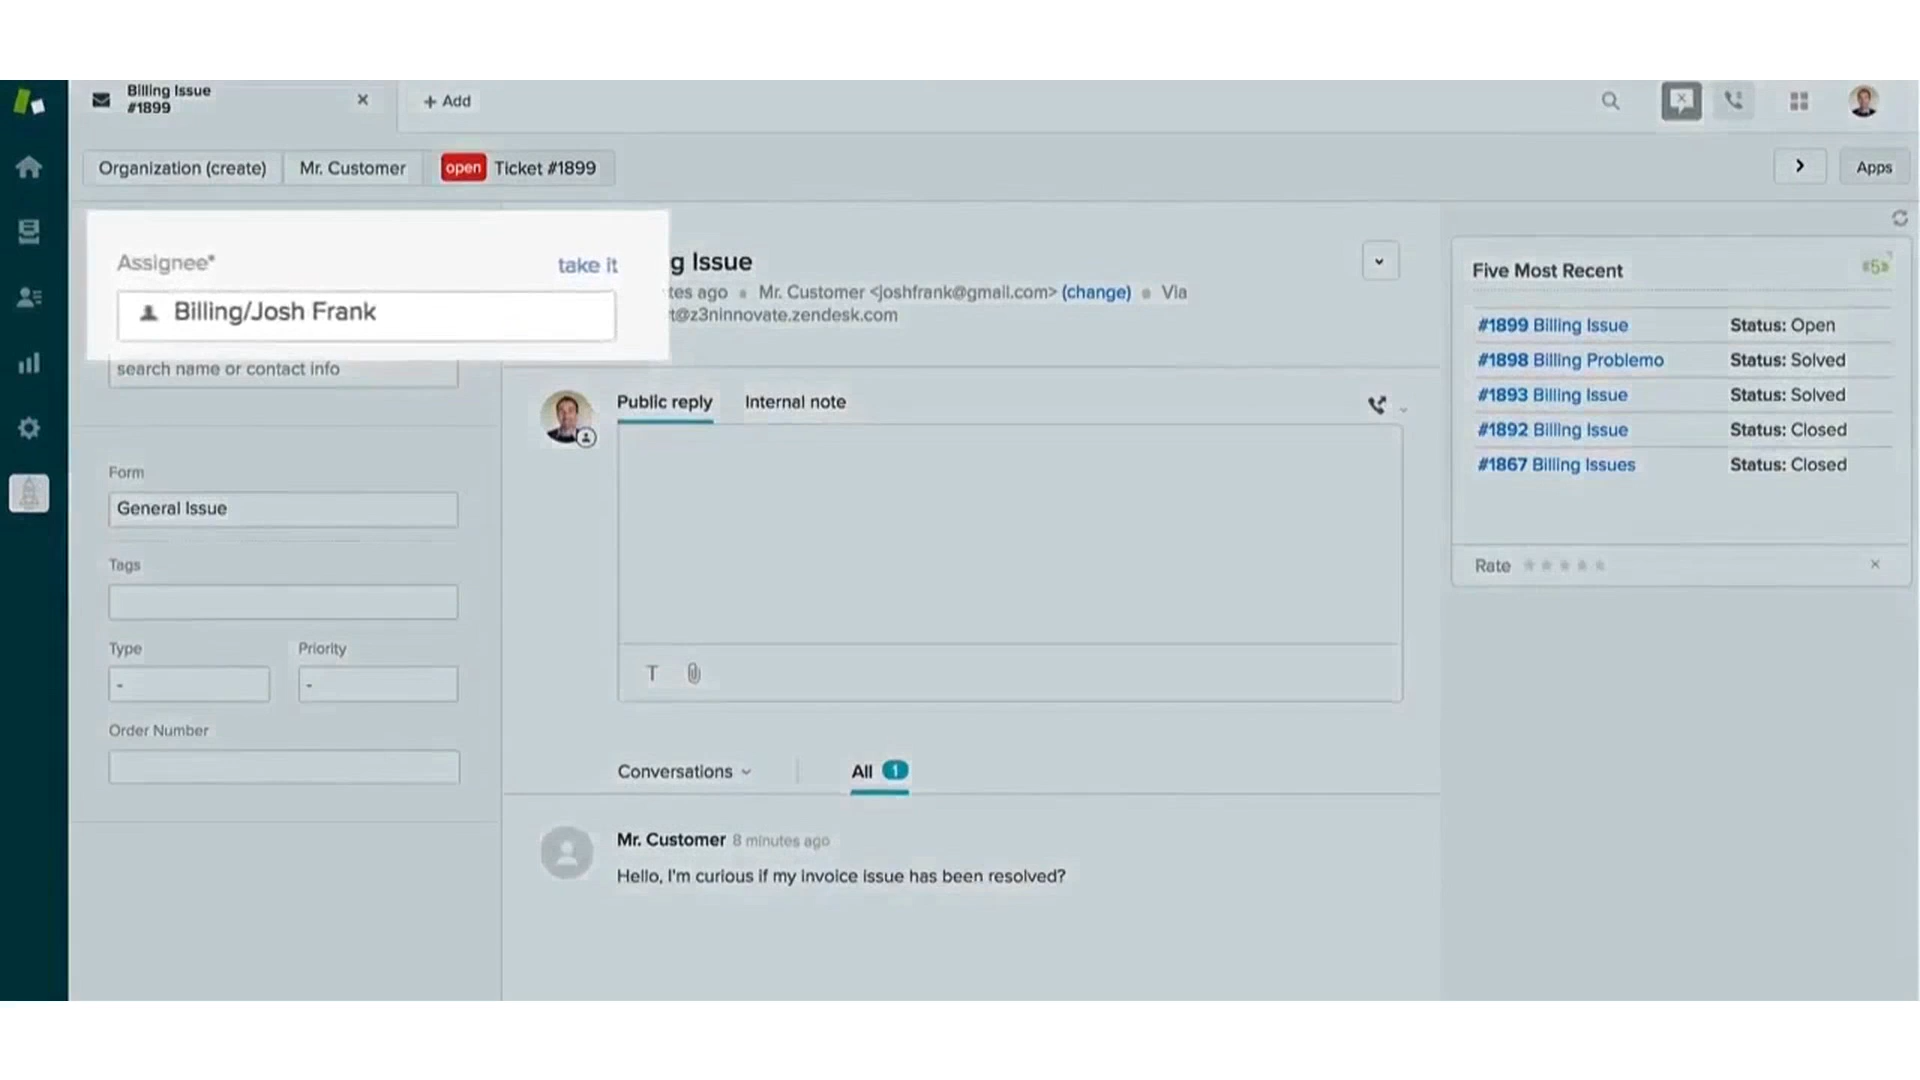 Billing Issue
#1899
+ Add
Organization (create)
Mr. Customer
open Ticket #1899
Apps
Assignee*
take it
Billing/Josh Frank
search name or contact info
Form
General Issue
Tags
Type
Priority
-
-
Order Number
g Issue
tes ago • Mr. Customer <joshfrank@gmail.com> (change) • Via
t@z3ninnovate.zendesk.com
Public reply
Internal note
T
Conversations
All 1
Mr. Customer 8 minutes ago
Hello, I'm curious if my invoice issue has been resolved?
Five Most Recent
#1899 Billing Issue Status: Open
#1898 Billing Problemo Status: Solved
#1893 Billing Issue Status: Solved
#1892 Billing Issue Status: Closed
#1867 Billing Issues Status: Closed
Rate